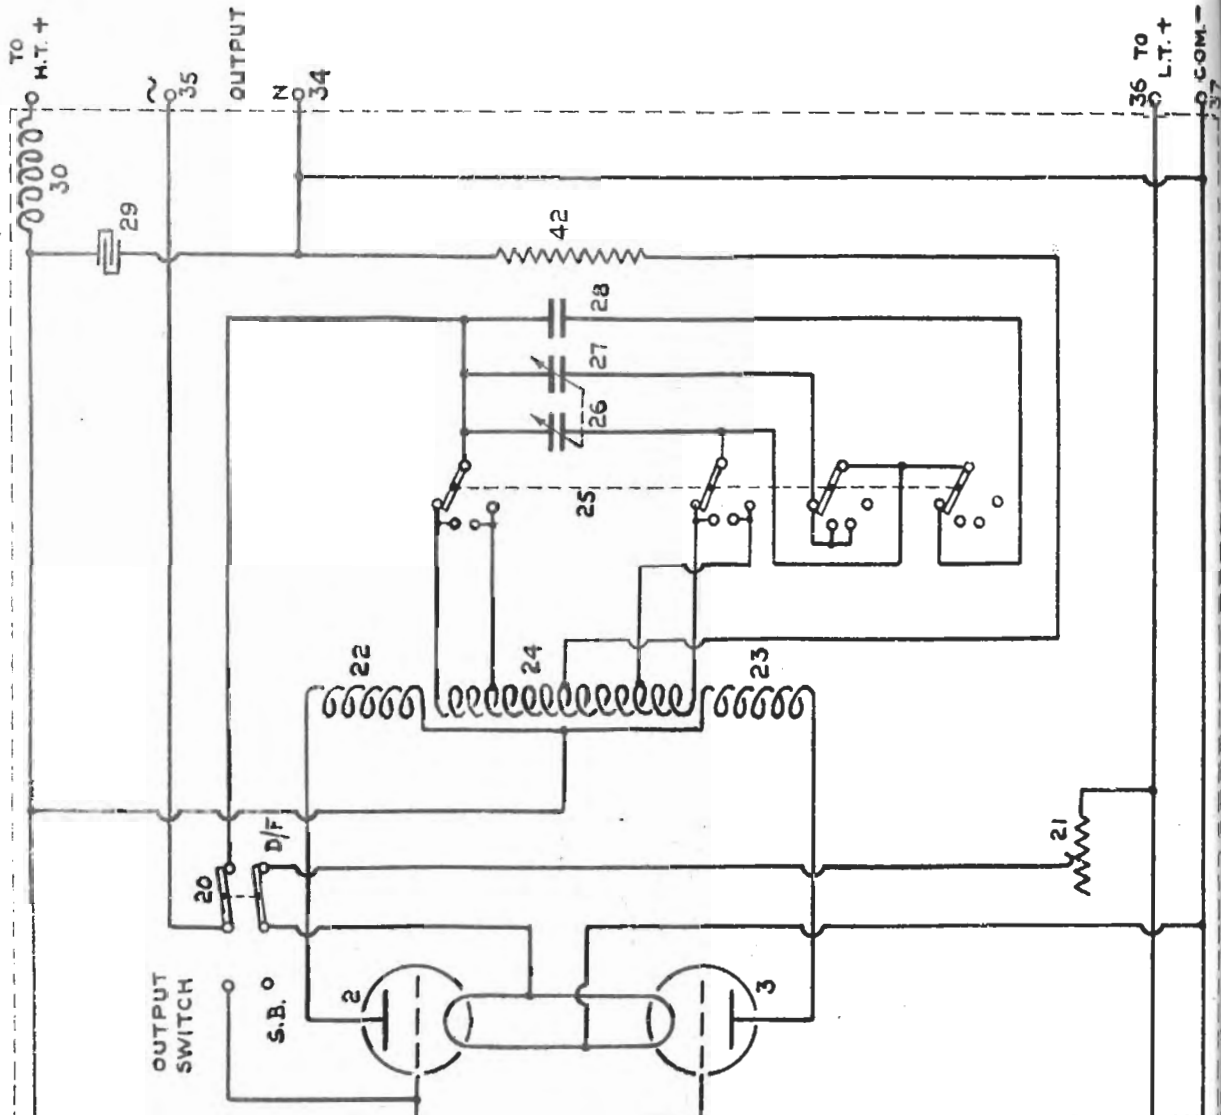 TO
H.T. +
~
35
OUTPUT
N
34
36 TO
L.T. +
COM. –
37
30
29
42
28
27
26
25
24
22
23
21
20
D/F
OUTPUT
SWITCH
S.B.
2
3